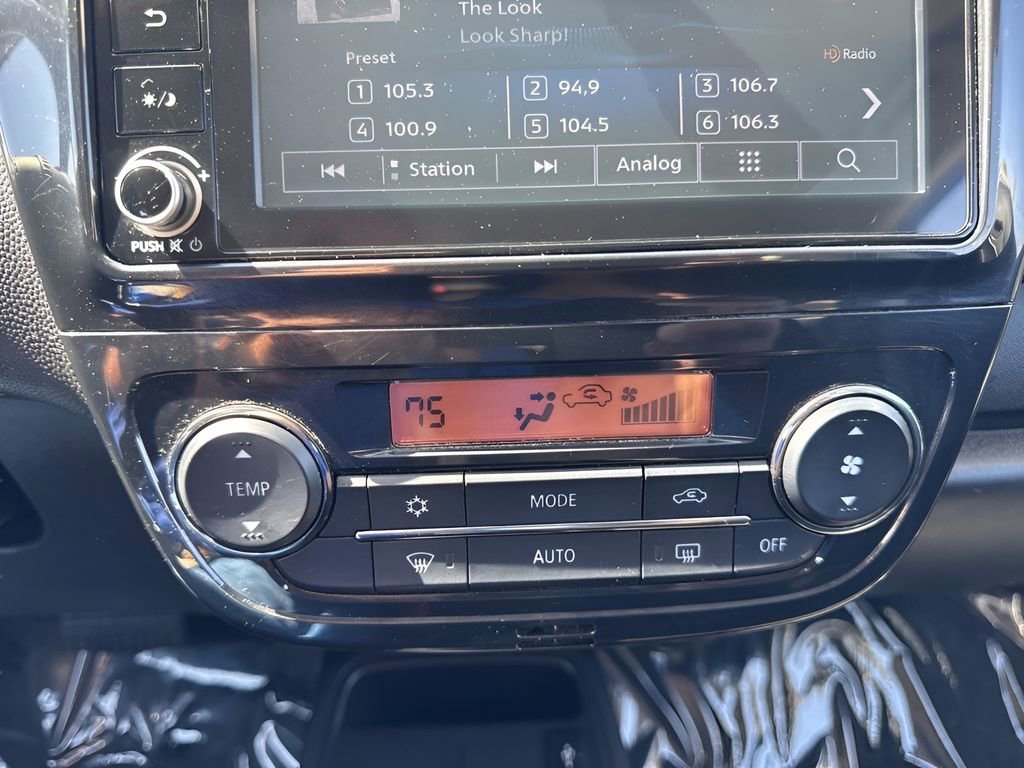 The Look
Look Sharp!
Preset
HD Radio
1 105.3 2 94.9 3 106.7
4 100.9 5 104.5 6 106.3
Station Analog
+
PUSH
75
TEMP MODE
AUTO OFF